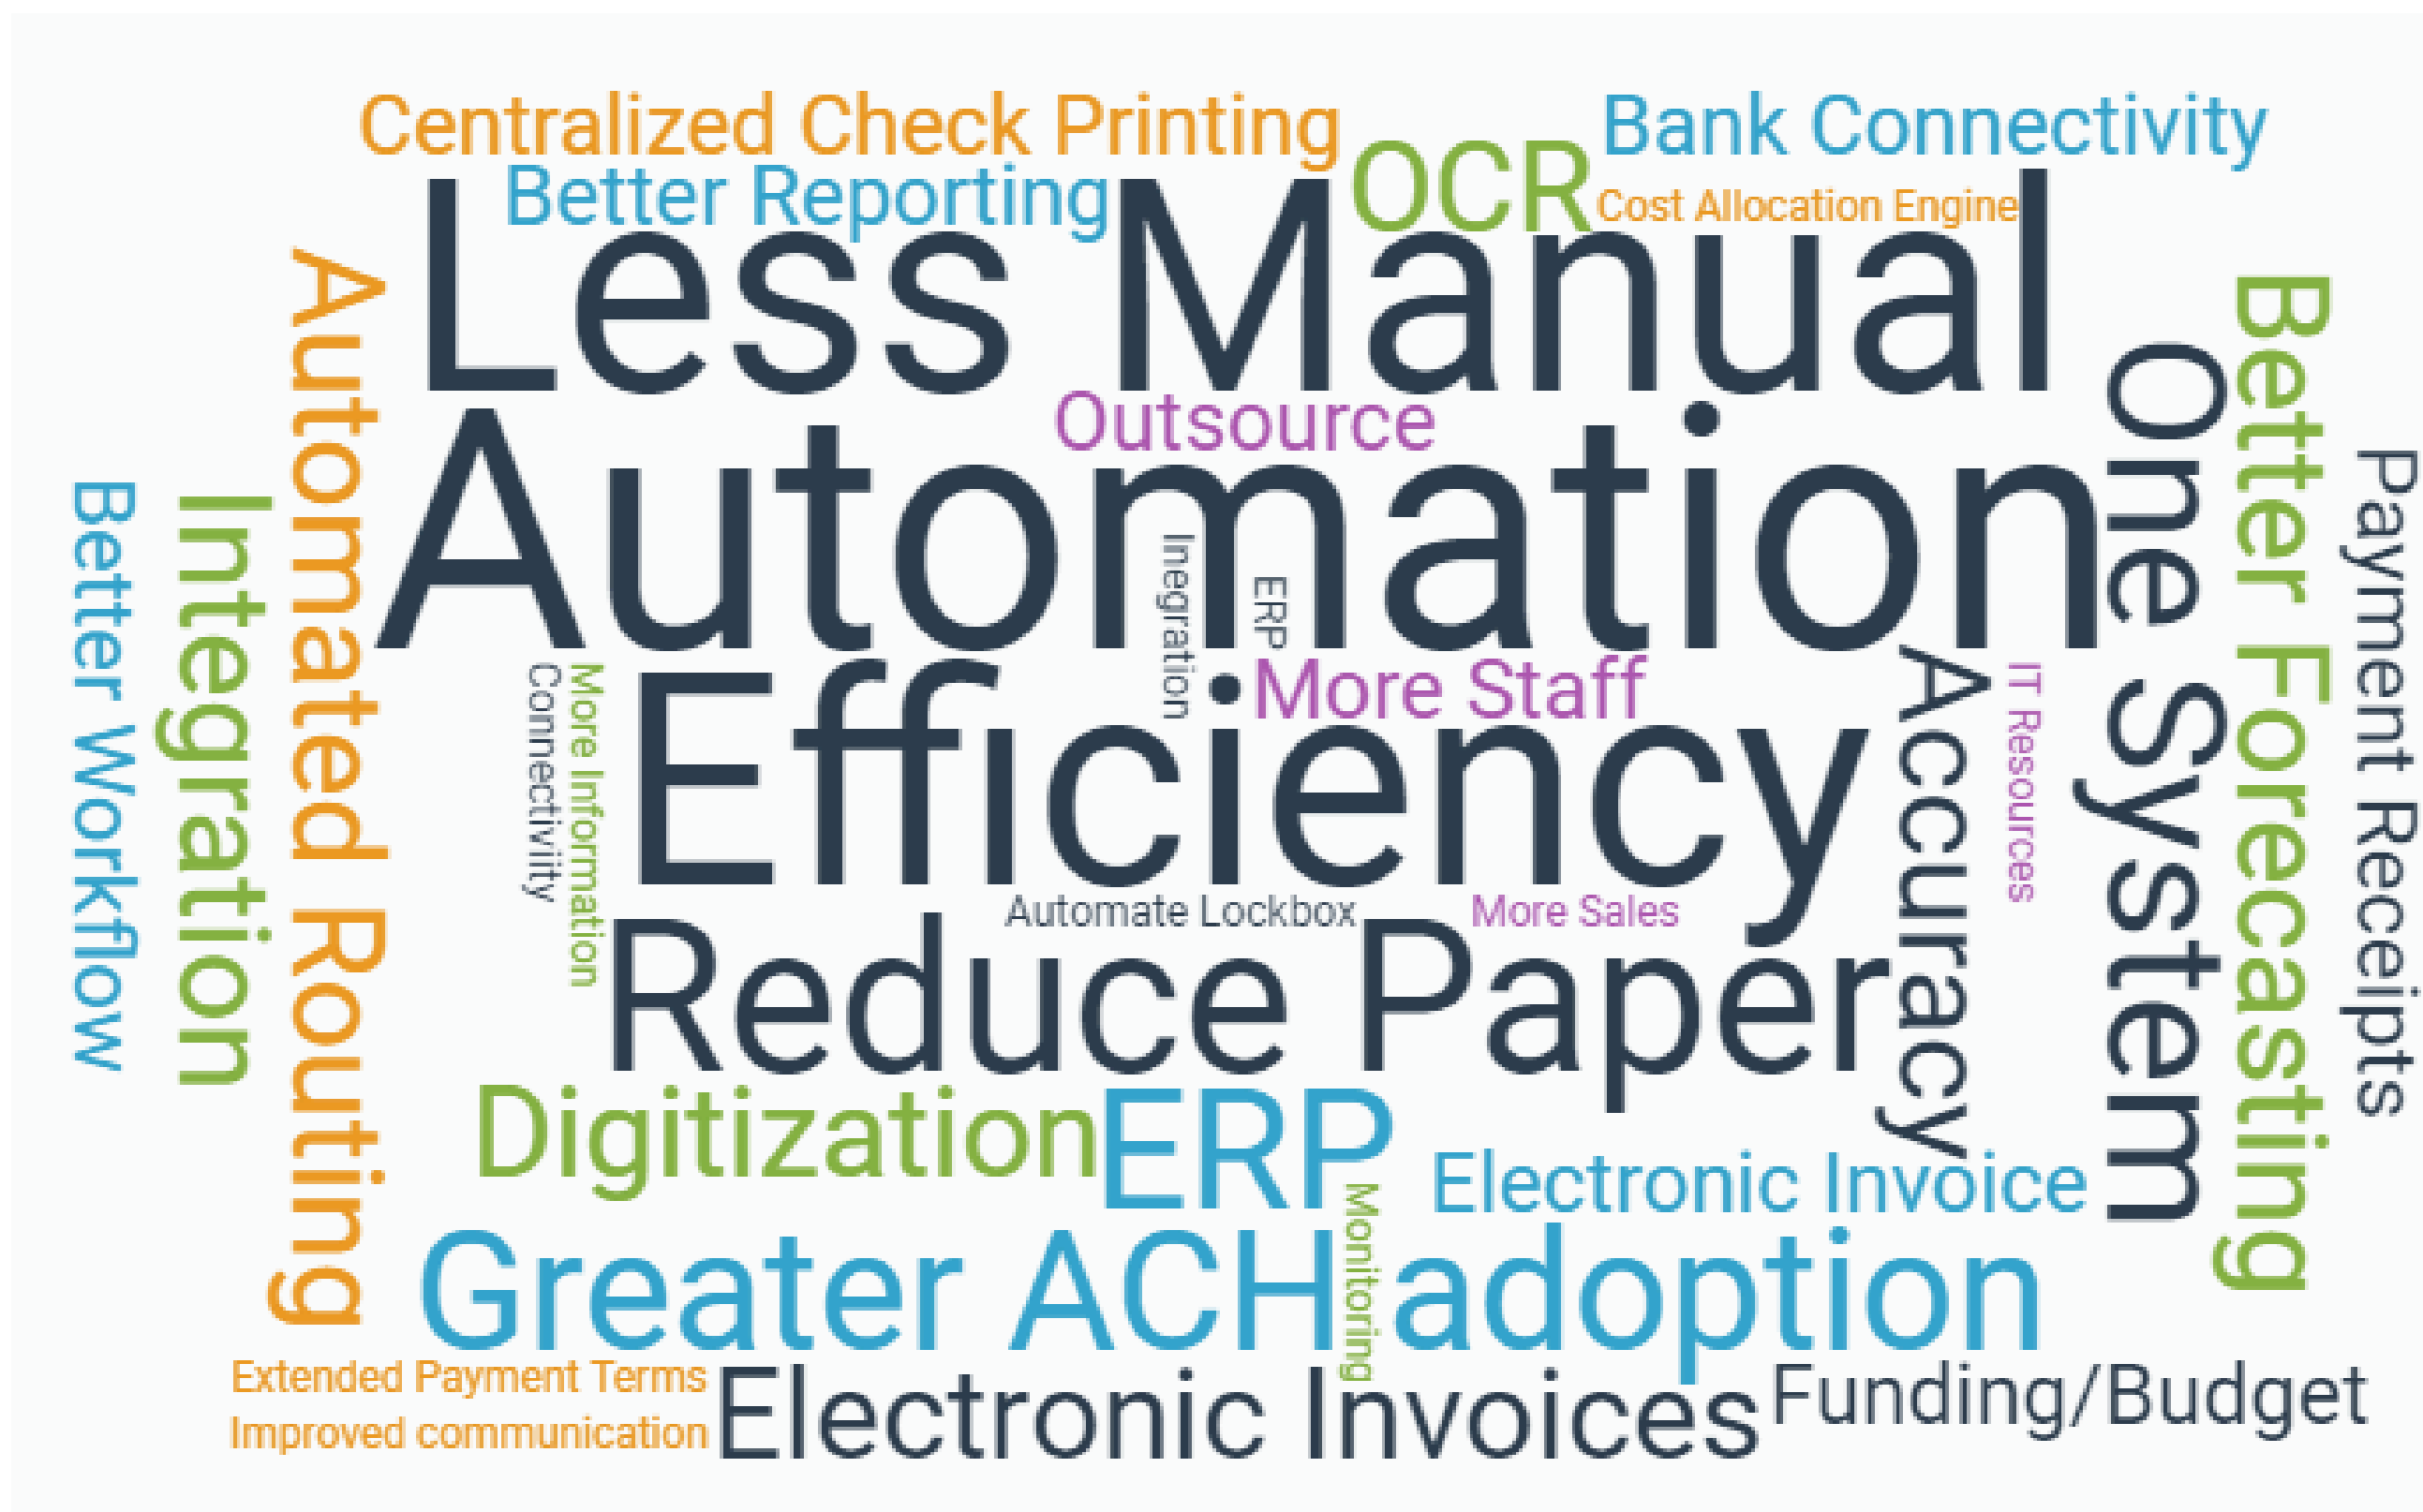 Centralized Check Printing
Bank Connectivity
Better Reporting
OCR
Cost Allocation Engine
Less Manual
Outsource
Automation
Inegration
ERP
More Staff
Efficiency
Automate Lockbox
More Sales
Reduce Paper
Better Workflow
Integration
Automated Routing
Connectivity
More Information
Accuracy
IT Resources
One System
Better Forecasting
Payment Receipts
Digitization
ERP
Electronic Invoice
Greater ACH adoption
Monitoring
Extended Payment Terms
Improved communication
Electronic Invoices
Funding/Budget